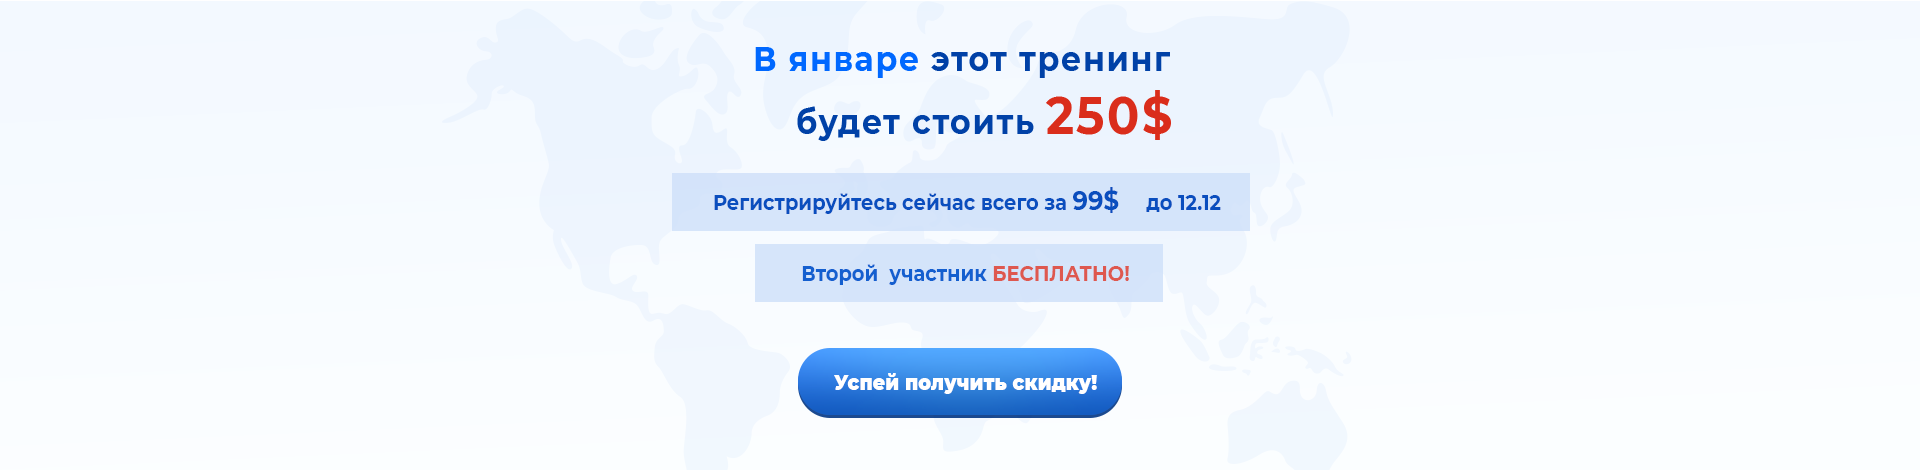 В январе этот тренинг
будет стоить 250$
Регистрируйтесь сейчас всего за 99$ до 12.12
Второй участник БЕСПЛАТНО!
Успей получить скидку!